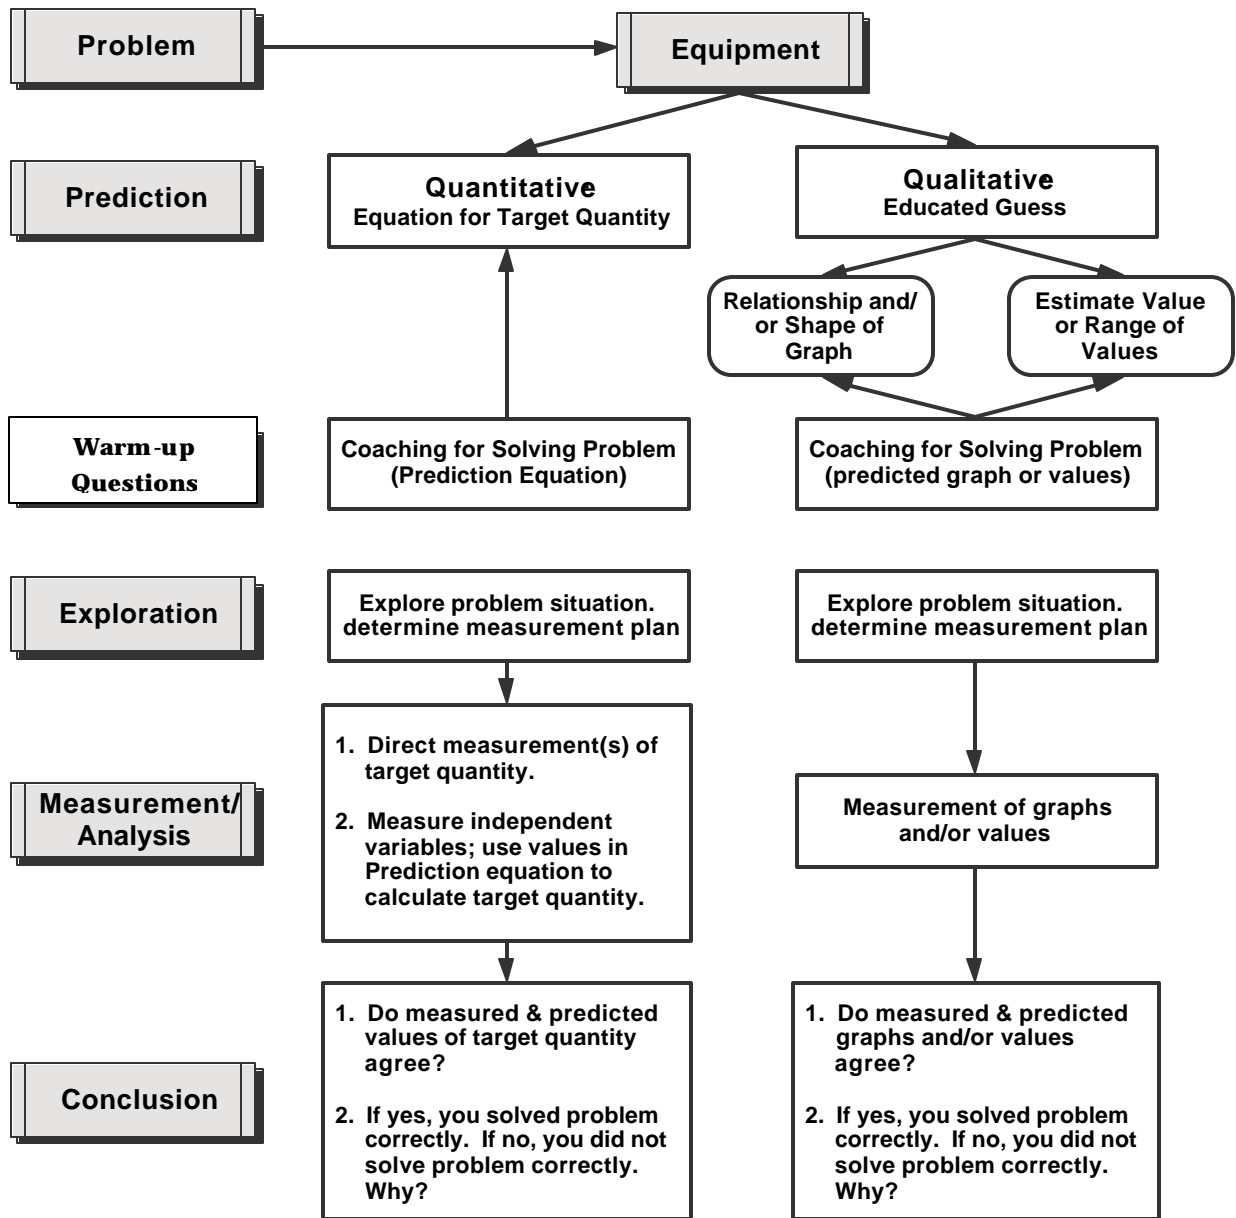 Problem
Equipment
Prediction
Quantitative
Equation for Target Quantity
Qualitative
Educated Guess
Relationship and/
or Shape of
Graph
Estimate Value
or Range of
Values
Warm-up
Questions
Coaching for Solving Problem
(Prediction Equation)
Coaching for Solving Problem
(predicted graph or values)
Exploration
Explore problem situation.
determine measurement plan
Explore problem situation.
determine measurement plan
Measurement/
Analysis
1. Direct measurement(s) of
target quantity.
2. Measure independent
variables; use values in
Prediction equation to
calculate target quantity.
Measurement of graphs
and/or values
Conclusion
1. Do measured & predicted
values of target quantity
agree?
2. If yes, you solved problem
correctly. If no, you did not
solve problem correctly.
Why?
1. Do measured & predicted
graphs and/or values
agree?
2. If yes, you solved problem
correctly. If no, you did not
solve problem correctly.
Why?